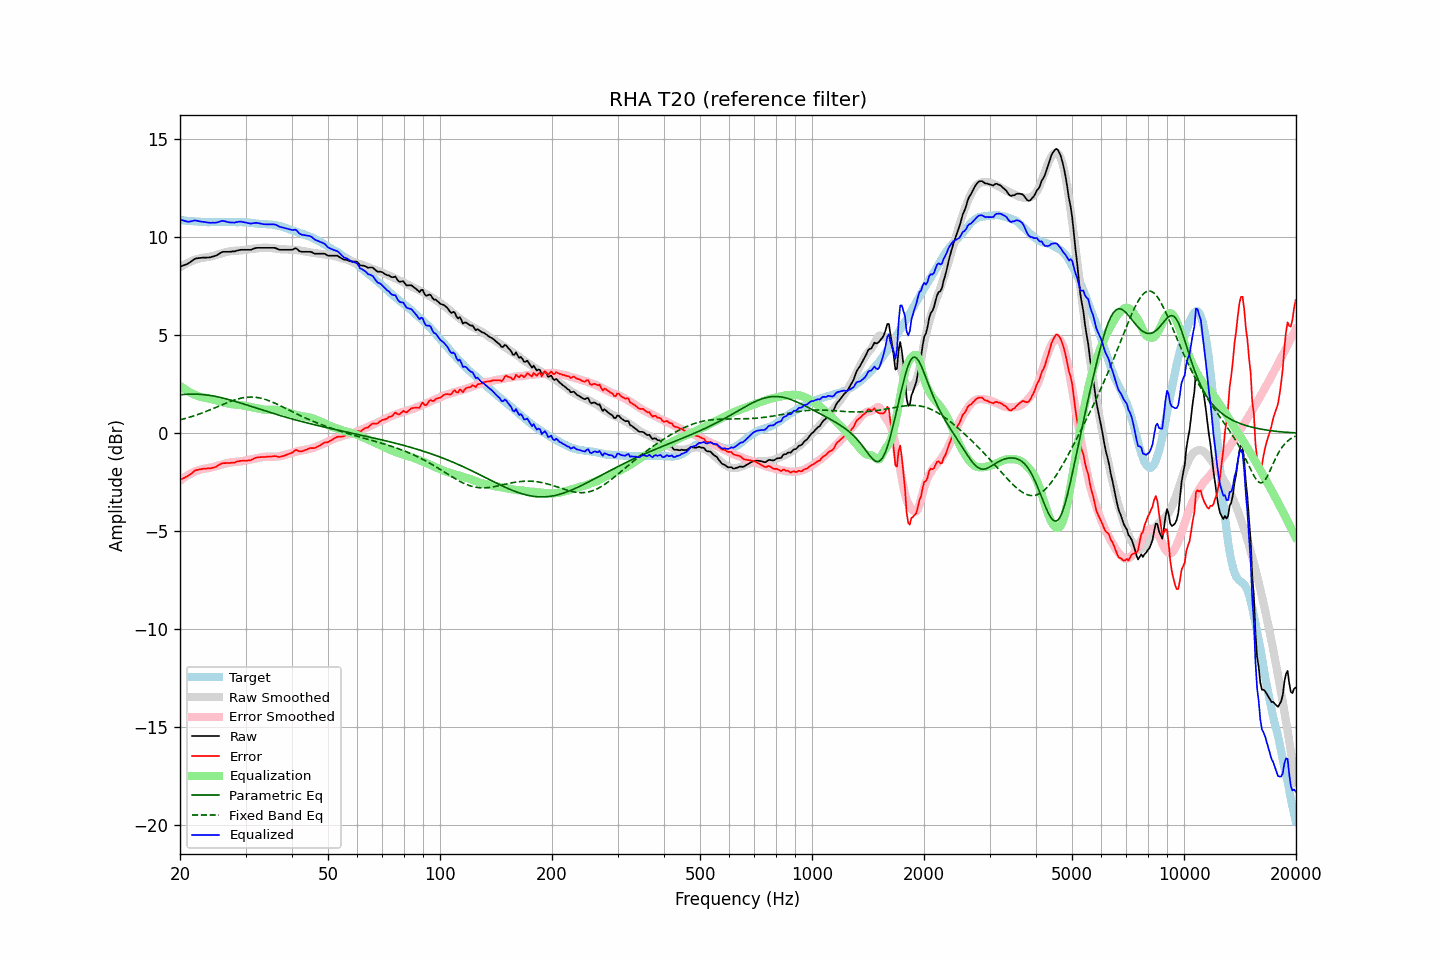 RHA T20 (reference filter)
Amplitude (dBr)
15
10
5
0
−5
−10
−15
−20
Target
Raw Smoothed
Error Smoothed
Raw
Error
Equalization
Parametric Eq
Fixed Band Eq
Equalized
20 50 100 200 500 1000 2000 5000 10000 20000
Frequency (Hz)